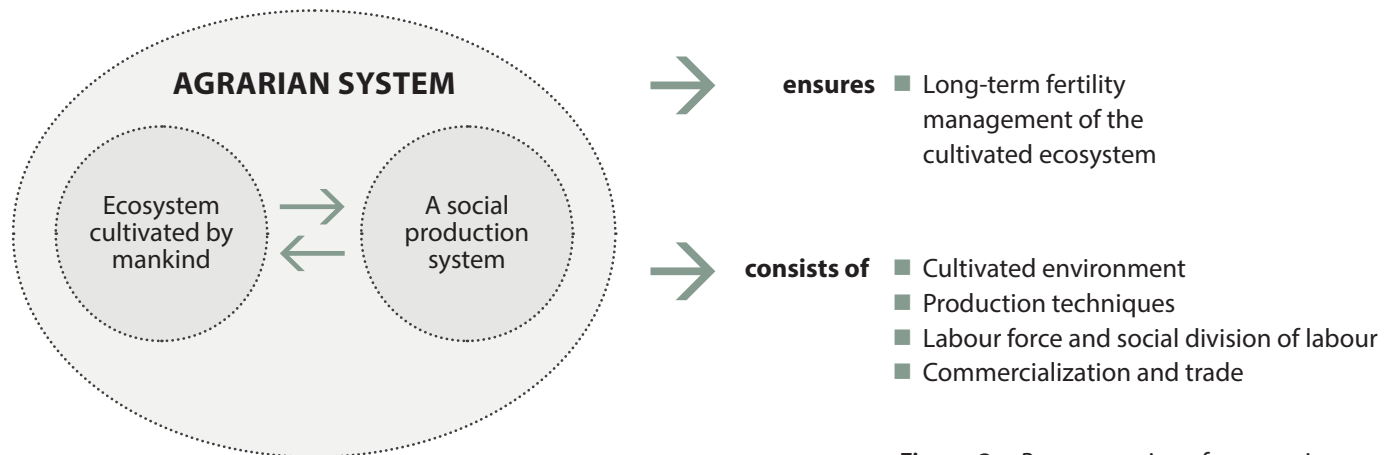 AGRARIAN SYSTEM
Ecosystem
cultivated by
mankind
A social
production
system
ensures
Long-term fertility
management of the
cultivated ecosystem
consists of
Cultivated environment
Production techniques
Labour force and social division of labour
Commercialization and trade